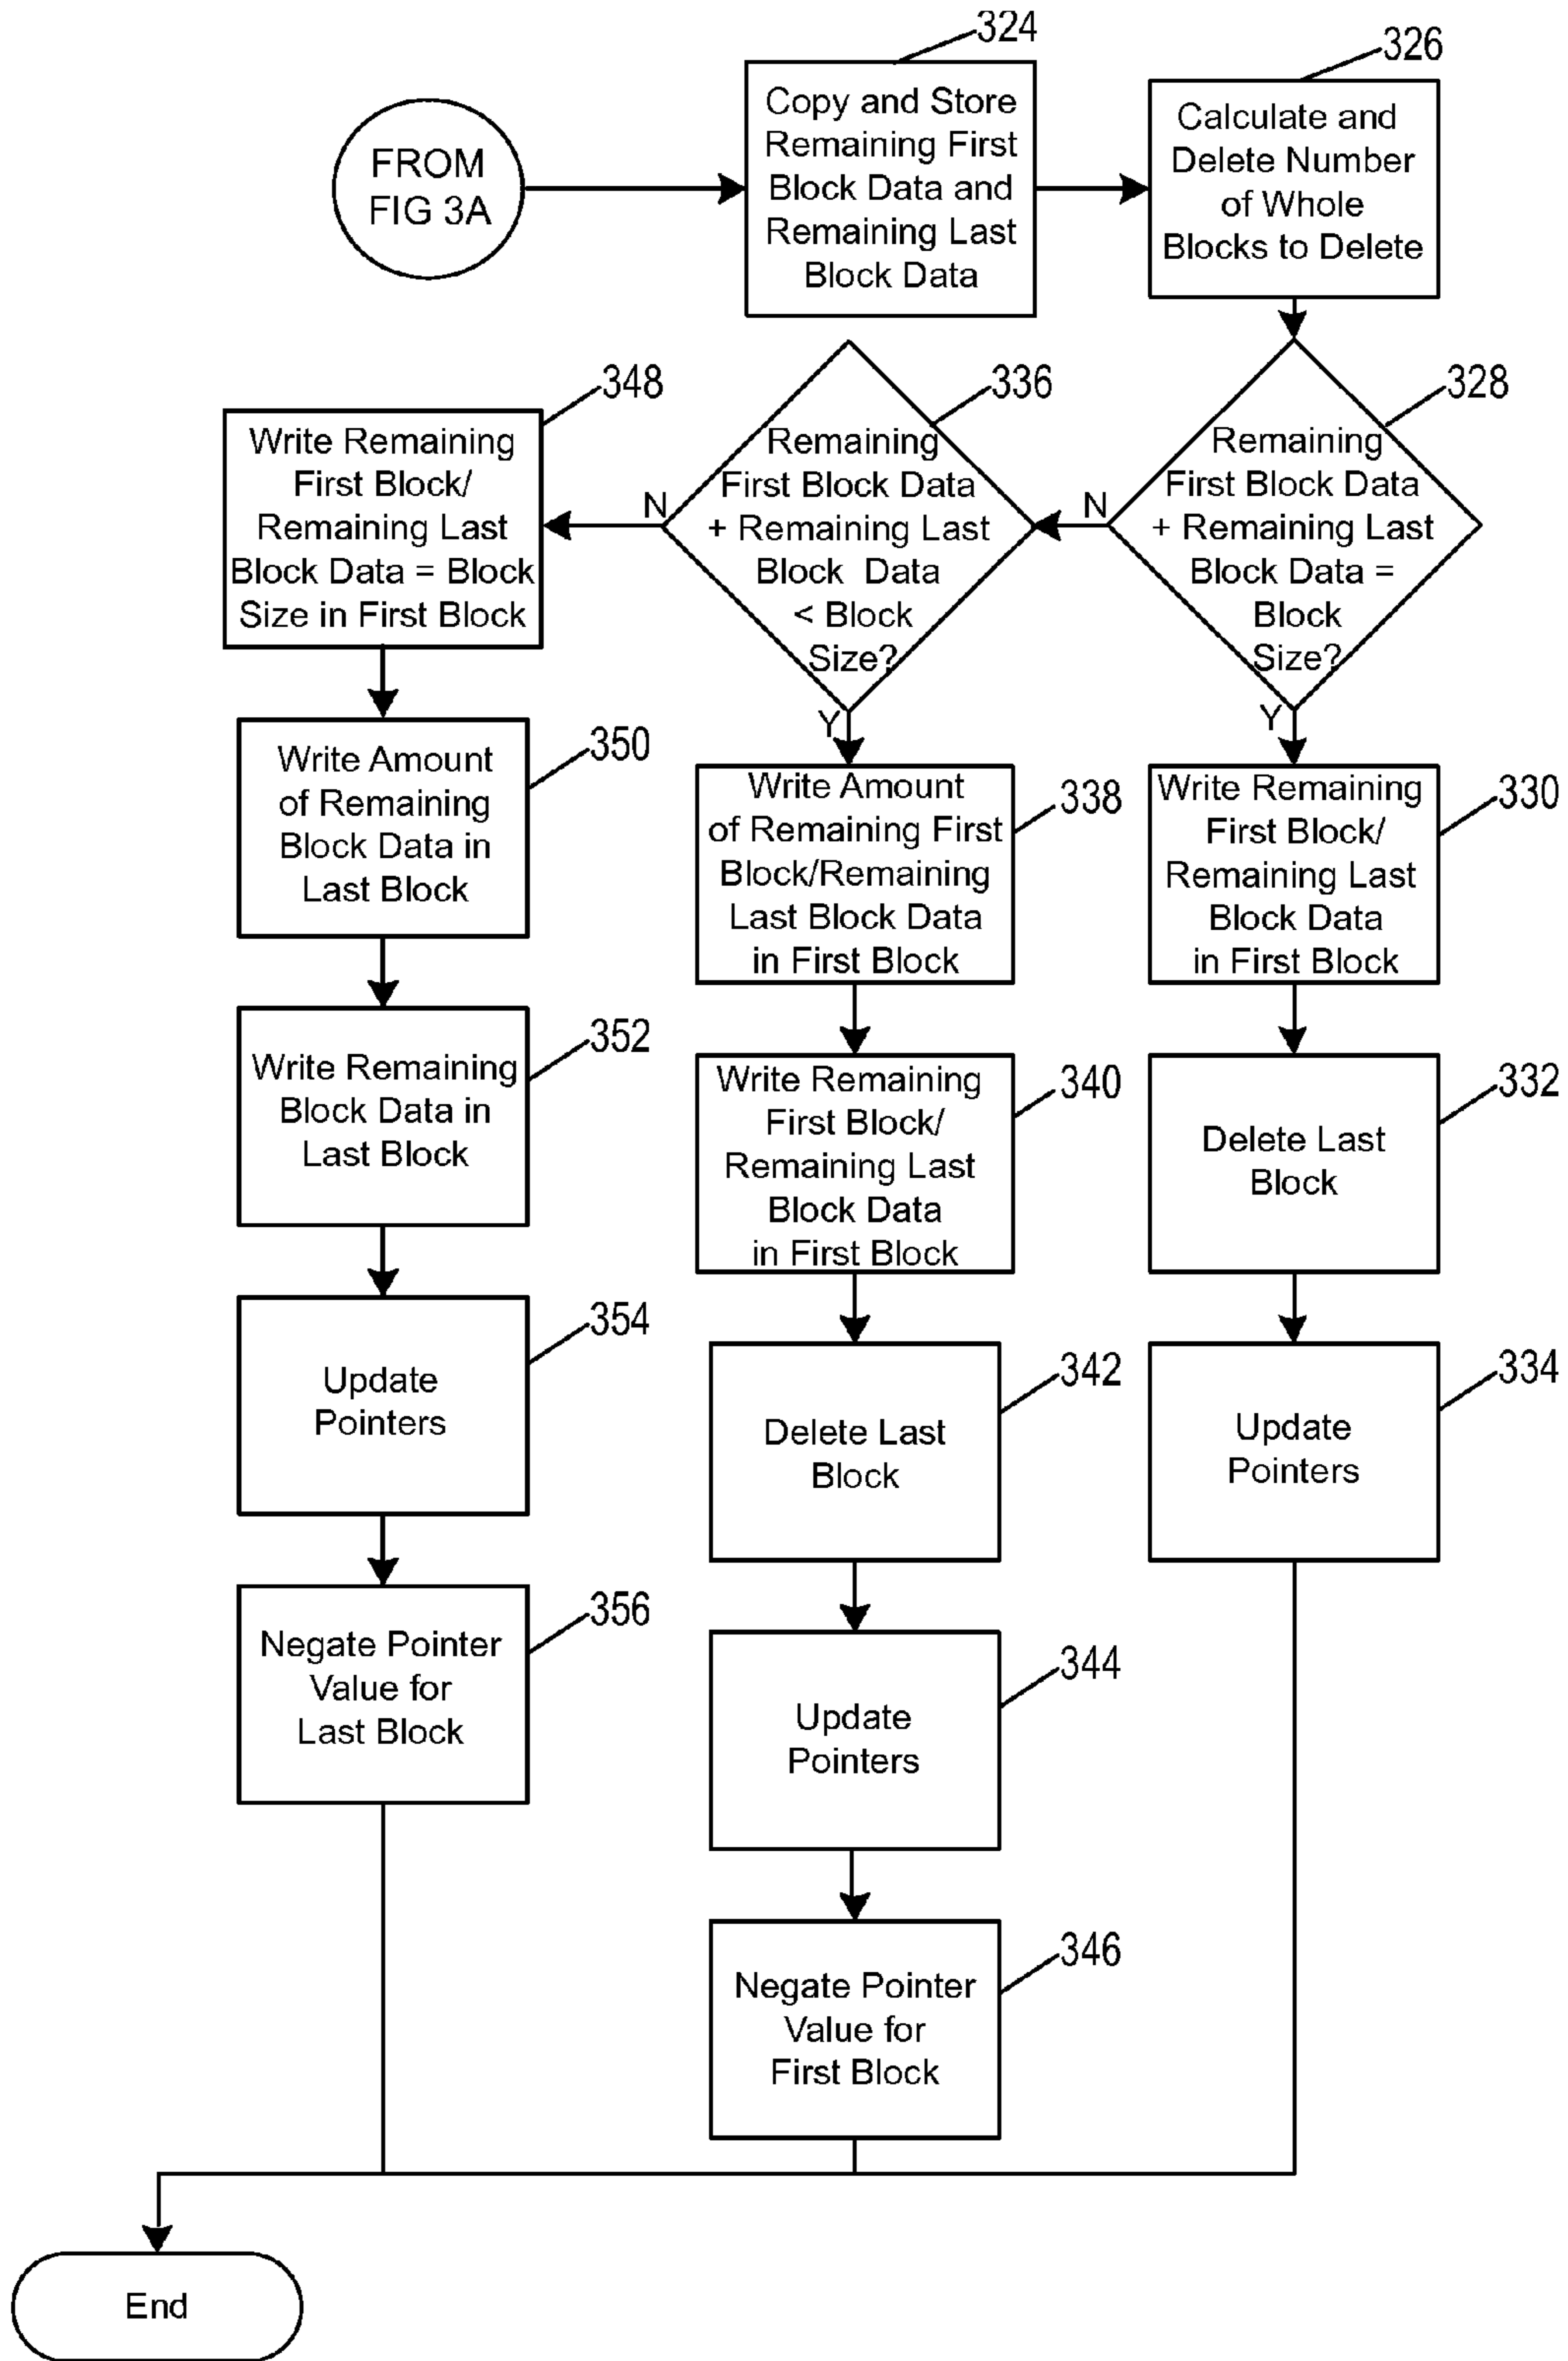 324
326
FROM
FIG 3A
Copy and Store
Remaining First
Block Data and
Remaining Last
Block Data
Calculate and
Delete Number
of Whole
Blocks to Delete
348
336
328
Write Remaining
First Block/
Remaining Last
Block Data = Block
Size in First Block
N
Remaining
First Block Data
+ Remaining Last
Block Data
< Block
Size?
N
Remaining
First Block Data
+ Remaining Last
Block Data =
Block
Size?
Y
Y
350
Write Amount
of Remaining
Block Data in
Last Block
338
Write Amount
of Remaining First
Block/Remaining
Last Block Data
in First Block
330
Write Remaining
First Block/
Remaining Last
Block Data
in First Block
352
Write Remaining
Block Data in
Last Block
340
Write Remaining
First Block/
Remaining Last
Block Data
in First Block
332
Delete Last
Block
354
Update
Pointers
342
Delete Last
Block
334
Update
Pointers
356
Negate Pointer
Value for
Last Block
344
Update
Pointers
346
Negate Pointer
Value for
First Block
End